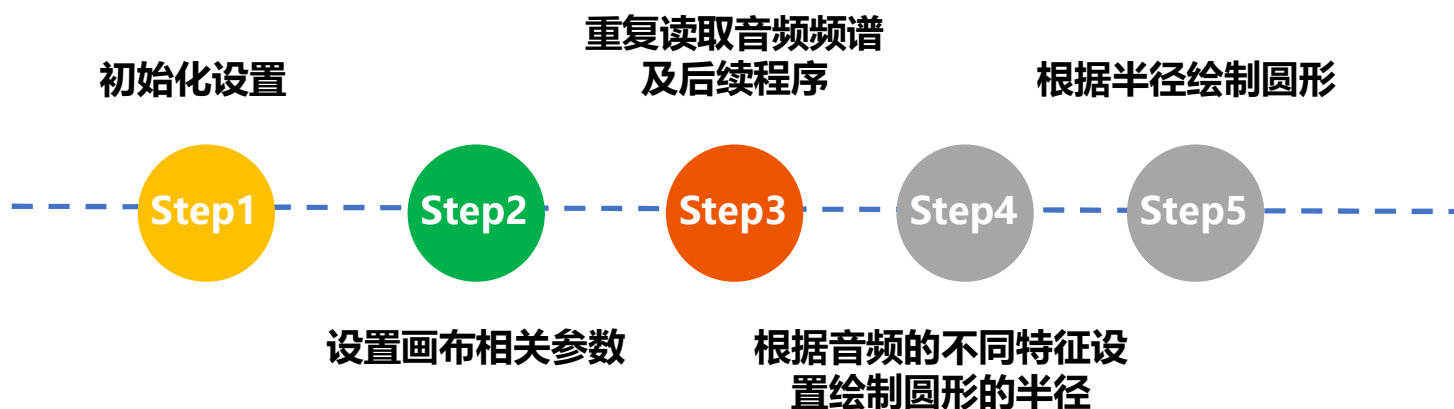 初始化设置
Step1
Step2
设置画布相关参数
重复读取音频频谱
及后续程序
Step3
Step4
根据音频的不同特征设
置绘制圆形的半径
根据半径绘制圆形
Step5